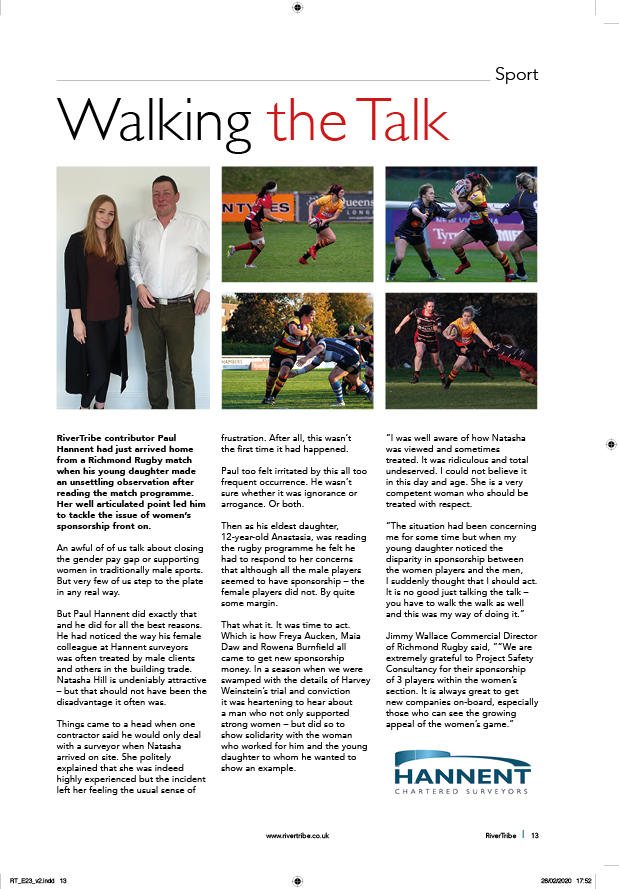 Sport
Walking the Talk
RiverTribe contributor Paul
Hannent had just arrived home
from a Richmond Rugby match
when his young daughter made
an unsettling observation after
reading the match programme.
Her well articulated point led him
to tackle the issue of women’s
sponsorship front on.
An awful of of us talk about closing
the gender pay gap or supporting
women in traditionally male sports.
But very few of us step to the plate
in any real way.
But Paul Hannent did exactly that
and he did for all the best reasons.
He had noticed the way his female
colleague at Hannent surveyors
was often treated by male clients
and others in the building trade.
Natasha Hill is undeniably attractive
– but that should not have been the
disadvantage it often was.
Things came to a head when one
contractor said he would only deal
with a surveyor when Natasha
arrived on site. She politely
explained that she was indeed
highly experienced but the incident
left her feeling the usual sense of
frustration. After all, this wasn’t
the first time it had happened.
Paul too felt irritated by this all too
frequent occurrence. He wasn’t
sure whether it was ignorance or
arrogance. Or both.
Then as his eldest daughter,
12-year-old Anastasia, was reading
the rugby programme he felt he
had to respond to her concerns
that although all the male players
seemed to have sponsorship – the
female players did not. By quite
some margin.
That what it. It was time to act.
Which is how Freya Aucken, Maia
Daw and Rowena Burnfield all
came to get new sponsorship
money. In a season when we were
swamped with the details of Harvey
Weinstein’s trial and conviction
it was heartening to hear about
a man who not only supported
strong women – but did so to
show solidarity with the woman
who worked for him and the young
daughter to whom he wanted to
show an example.
“I was well aware of how Natasha
was viewed and sometimes
treated. It was ridiculous and total
undeserved. I could not believe it
in this day and age. She is a very
competent woman who should be
treated with respect.
“The situation had been concerning
me for some time but when my
young daughter noticed the
disparity in sponsorship between
the women players and the men,
I suddenly thought that I should act.
It is no good just talking the talk –
you have to walk the walk as well
and this was my way of doing it.”
Jimmy Wallace Commercial Director
of Richmond Rugby said, ““We are
extremely grateful to Project Safety
Consultancy for their sponsorship
of 3 players within the women’s
section. It is always great to get
new companies on-board, especially
those who can see the growing
appeal of the women’s game.”
HANNENT
CHARTERED SURVEYORS
www.rivertribe.co.uk
RiverTribe | 13
RT_E23_v2.indd 13
28/02/2020 17:52